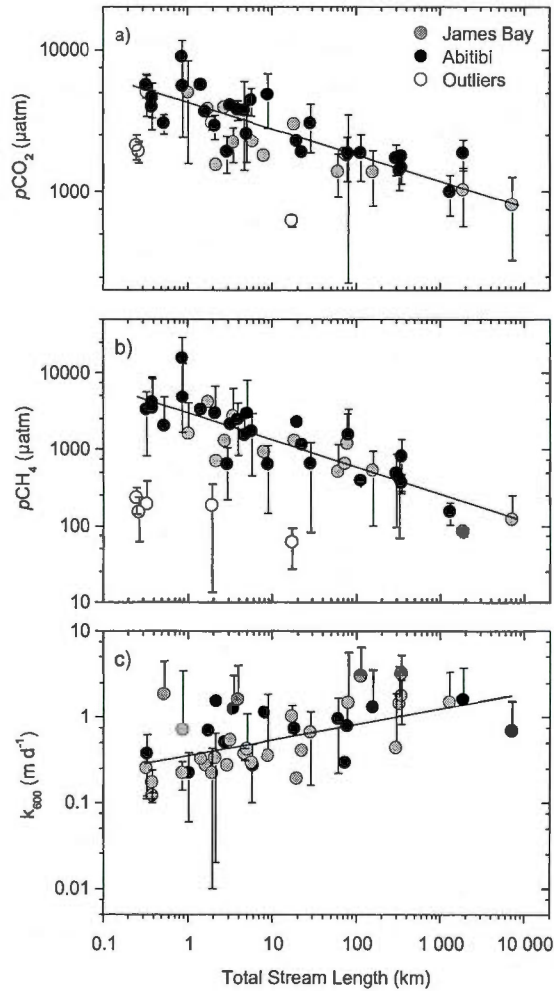 a)
James Bay
Abitibi
Outliers
10000
1000
pCO₂ (µatm)
b)
10000
1000
100
10
pCH₄ (µatm)
c)
10
1
0.1
0.01
k₆₀₀ (m d⁻¹)
0.1 1 10 100 1 000 10 000
Total Stream Length (km)